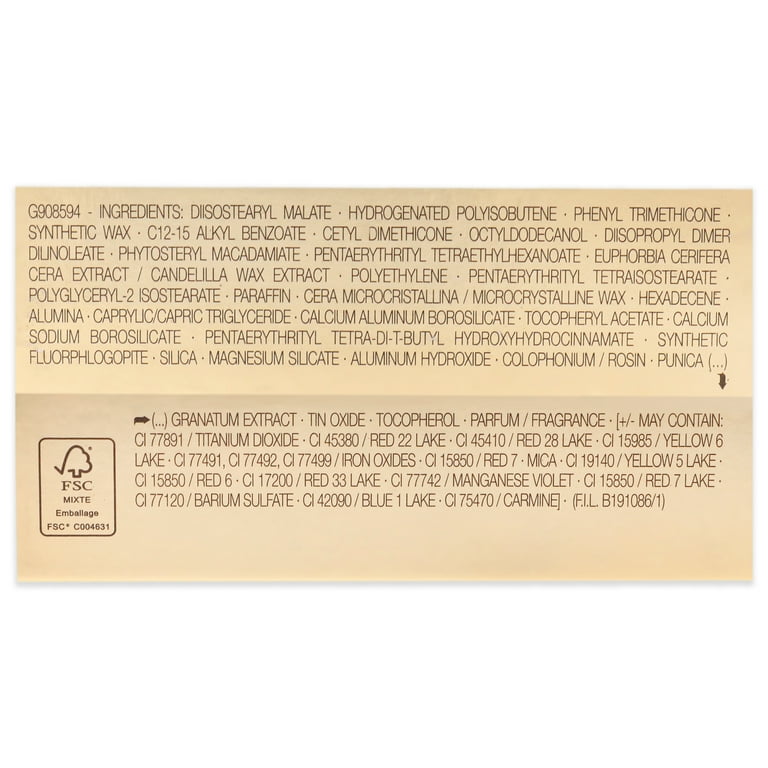 G908594 - INGREDIENTS: DIISOSTEARYL MALATE · HYDROGENATED POLYISOBUTENE · PHENYL TRIMETHICONE ·
SYNTHETIC WAX · C12-15 ALKYL BENZOATE · CETYL DIMETHICONE · OCTYLDODECANOL · DIISOPROPYL DIMER
DILINOLEATE · PHYTOSTERYL MACADAMIATE · PENTAERYTHRITYL TETRAETHYLHEXANOATE · EUPHORBIA CERIFERA
CERA EXTRACT / CANDELILLA WAX EXTRACT · POLYETHYLENE · PENTAERYTHRITYL TETRAISOSTEARATE ·
POLYGLYCERYL-2 ISOSTEARATE · PARAFFIN · CERA MICROCRISTALLINA / MICROCRYSTALLINE WAX · HEXADECENE ·
ALUMINA · CAPRYLIC/CAPRIC TRIGLYCERIDE · CALCIUM ALUMINUM BOROSILICATE · TOCOPHERYL ACETATE · CALCIUM
SODIUM BOROSILICATE · PENTAERYTHRITYL TETRA-DI-T-BUTYL HYDROXYHYDROCINNAMATE · SYNTHETIC
FLUORPHLOGOPITE · SILICA · MAGNESIUM SILICATE · ALUMINUM HYDROXIDE · COLOPHONIUM / ROSIN · PUNICA (...)
(...) GRANATUM EXTRACT · TIN OXIDE · TOCOPHEROL · PARFUM / FRAGRANCE · [+/- MAY CONTAIN:
CI 77891 / TITANIUM DIOXIDE · CI 45380 / RED 22 LAKE · CI 45410 / RED 28 LAKE · CI 15985 / YELLOW 6
LAKE · CI 77491, CI 77492, CI 77499 / IRON OXIDES · CI 15850 / RED 7 · MICA · CI 19140 / YELLOW 5 LAKE ·
CI 15850 / RED 6 · CI 17200 / RED 33 LAKE · CI 77742 / MANGANESE VIOLET · CI 15850 / RED 7 LAKE ·
CI 77120 / BARIUM SULFATE · CI 42090 / BLUE 1 LAKE · CI 75470 / CARMINE] · (F.I.L. B191086/1)
FSC
MIXTE
Emballage
FSC® C004631